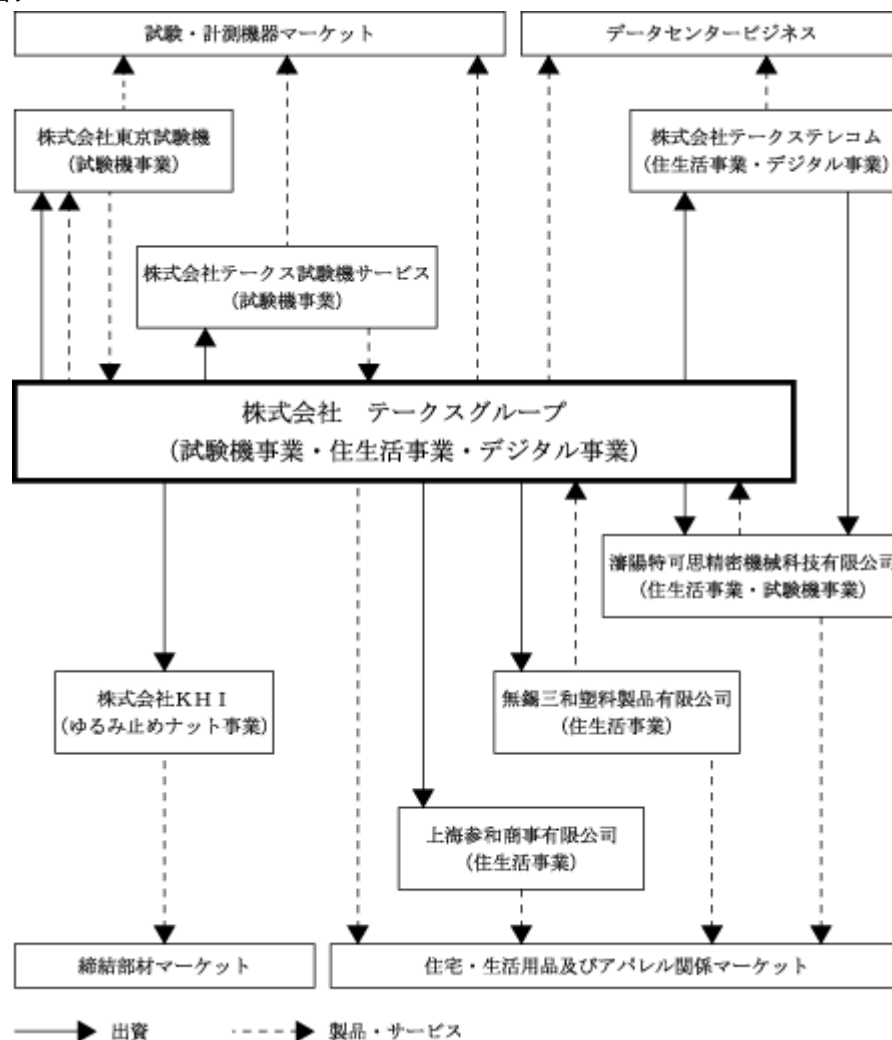 試験・計測機器マーケット
データセンタービジネス
株式会社東京試験機
(試験機事業)
株式会社テークステレコム
(住生活事業・デジタル事業)
株式会社テークス試験機サービス
(試験機事業)
株式会社 テークスグループ
(試験機事業・住生活事業・デジタル事業)
瀋陽特可思精密機械科技有限公司
(住生活事業・試験機事業)
株式会社KHI
(ゆるみ止めナット事業)
無錫三和塑料製品有限公司
(住生活事業)
上海参和商事有限公司
(住生活事業)
締結部材マーケット
住宅・生活用品及びアパレル関係マーケット
出資
製品・サービス